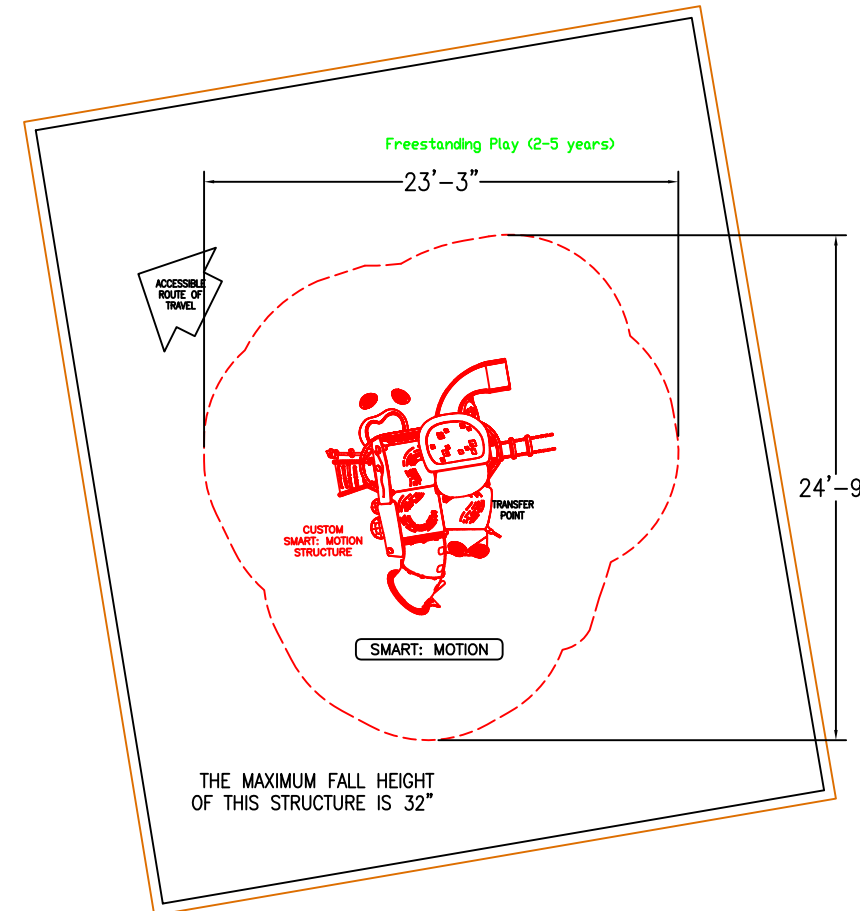 Freestanding Play (2-5 years)
23'-3"
ACCESSIBLE
ROUTE OF
TRAVEL
24'-9
TRANSFER
POINT
CUSTOM
SMART: MOTION
STRUCTURE
SMART: MOTION
THE MAXIMUM FALL HEIGHT
OF THIS STRUCTURE IS 32"